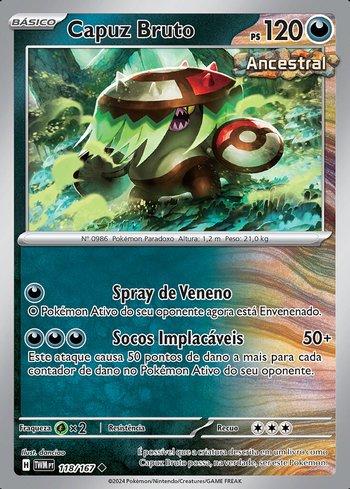 BÁSICO
Capuz Bruto
PS 120
Ancestral
Nº 0986 Pokémon Paradoxo Altura: 1,2 m Peso: 21,0 kg
Spray de Veneno
O Pokémon Ativo do seu oponente agora está Envenenado.
Socos Implacáveis 50+
Este ataque causa 50 pontos de dano a mais para cada
contador de dano no Pokémon Ativo do seu oponente.
Fraqueza ×2 Resistência Recuo
Ilust. danciao
H TWM PT 118/167
É possível que a criatura descrita em um livro como
Capuz Bruto possa, na verdade, ser este Pokémon.
©2024 Pokémon/Nintendo/Creatures/GAME FREAK